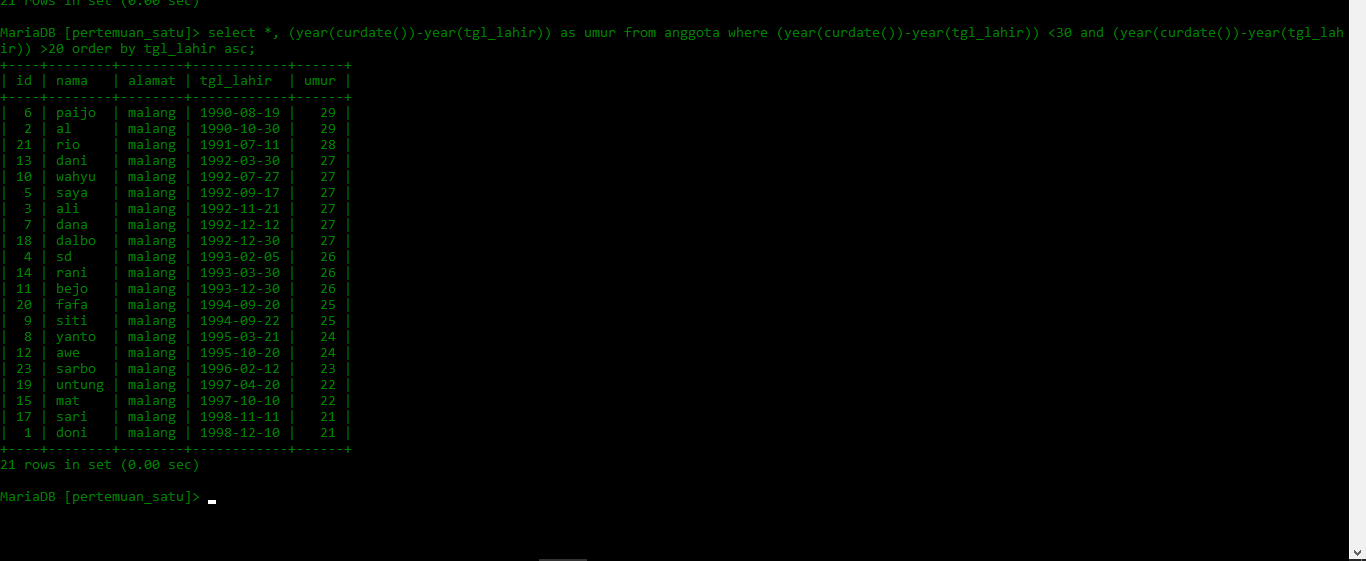 21 rows in set (0.00 sec)
MariaDB [pertemuan_satu]> select *, (year(curdate())-year(tgl_lahir)) as umur from anggota where (year(curdate())-year(tgl_lahir)) <30 and (year(curdate())-year(tgl_lah
ir)) >20 order by tgl_lahir asc;
+----+--------+--------+------------+------+
| id | nama   | alamat | tgl_lahir  | umur |
+----+--------+--------+------------+------+
|  6 | paijo  | malang | 1990-08-19 |   29 |
|  2 | al     | malang | 1990-10-30 |   29 |
| 21 | rio    | malang | 1991-07-11 |   28 |
| 13 | dani   | malang | 1992-03-30 |   27 |
| 10 | wahyu  | malang | 1992-07-27 |   27 |
|  5 | saya   | malang | 1992-09-17 |   27 |
|  3 | ali    | malang | 1992-11-21 |   27 |
|  7 | dana   | malang | 1992-12-12 |   27 |
| 18 | dalbo  | malang | 1992-12-30 |   27 |
|  4 | sd     | malang | 1993-02-05 |   26 |
| 14 | rani   | malang | 1993-03-30 |   26 |
| 11 | bejo   | malang | 1993-12-30 |   26 |
| 20 | fafa   | malang | 1994-09-20 |   25 |
|  9 | siti   | malang | 1994-09-22 |   25 |
|  8 | yanto  | malang | 1995-03-21 |   24 |
| 12 | awe    | malang | 1995-10-20 |   24 |
| 23 | sarbo  | malang | 1996-02-12 |   23 |
| 19 | untung | malang | 1997-04-20 |   22 |
| 15 | mat    | malang | 1997-10-10 |   22 |
| 17 | sari   | malang | 1998-11-11 |   21 |
|  1 | doni   | malang | 1998-12-10 |   21 |
+----+--------+--------+------------+------+
21 rows in set (0.00 sec)
MariaDB [pertemuan_satu]>